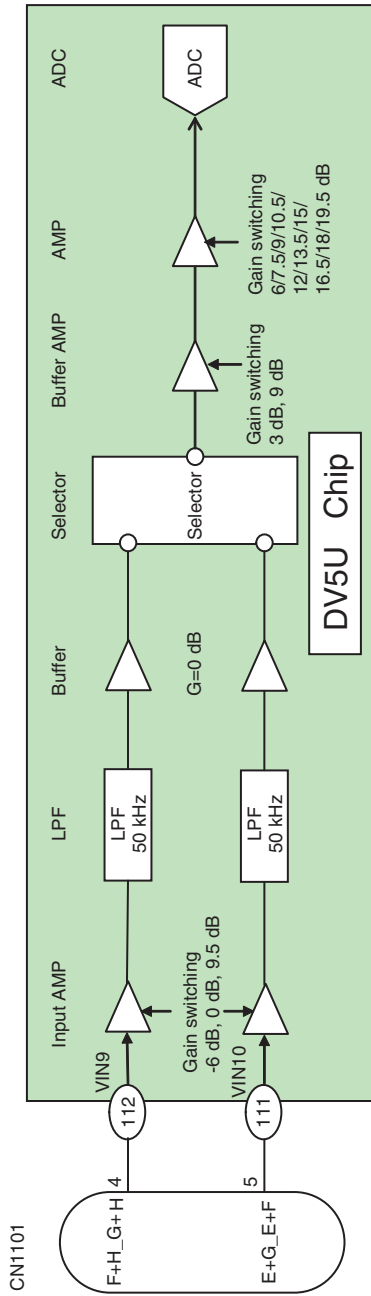 CN1101
Input AMP
LPF
Buffer
Selector
Buffer AMP
AMP
ADC
F+H_G+H
4
112
VIN9
LPF
50 kHz
ADC
Gain switching
-6 dB, 0 dB, 9.5 dB
G=0 dB
Selector
Gain switching
3 dB, 9 dB
Gain switching
6/7.5/9/10.5/
12/13.5/15/
16.5/18/19.5 dB
E+G_E+F
5
111
VIN10
LPF
50 kHz
DV5U Chip